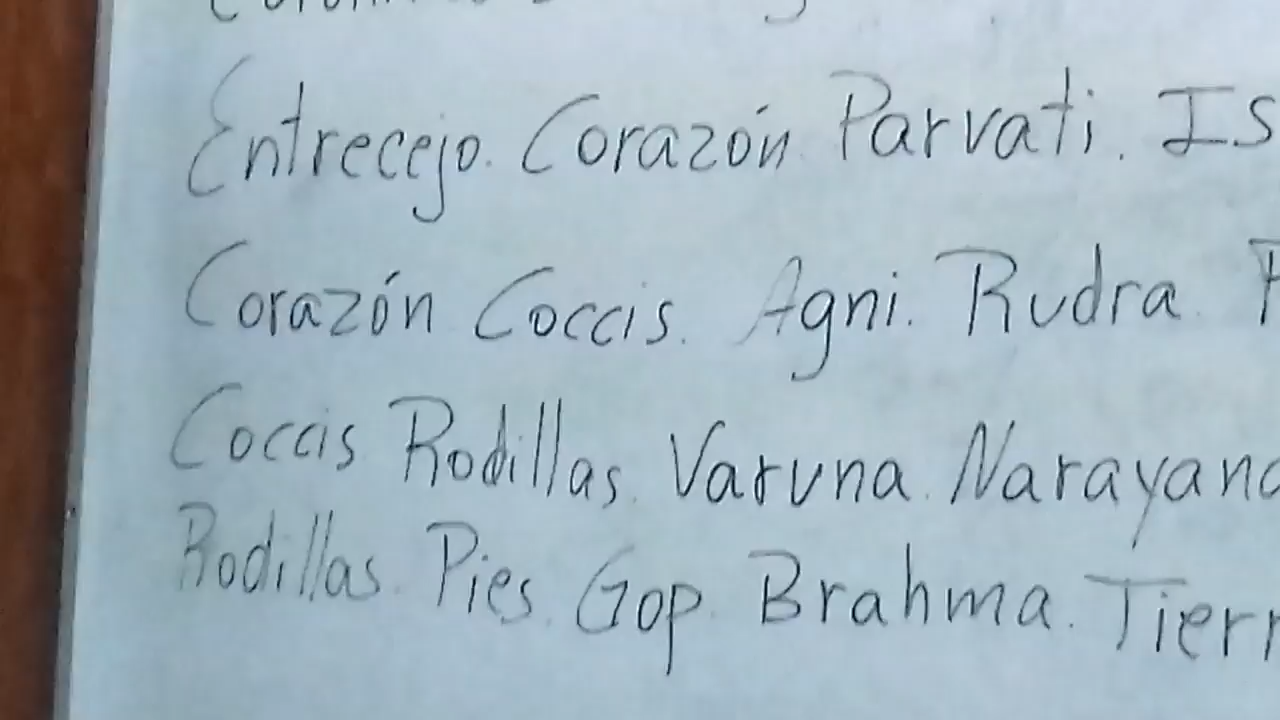 Entrecejo. Corazón Parvati. Is
Corazón Coccis. Agni. Rudra.
Coccis Rodillas. Varuna. Narayana
Rodillas. Pies. Gop. Brahma. Tierr